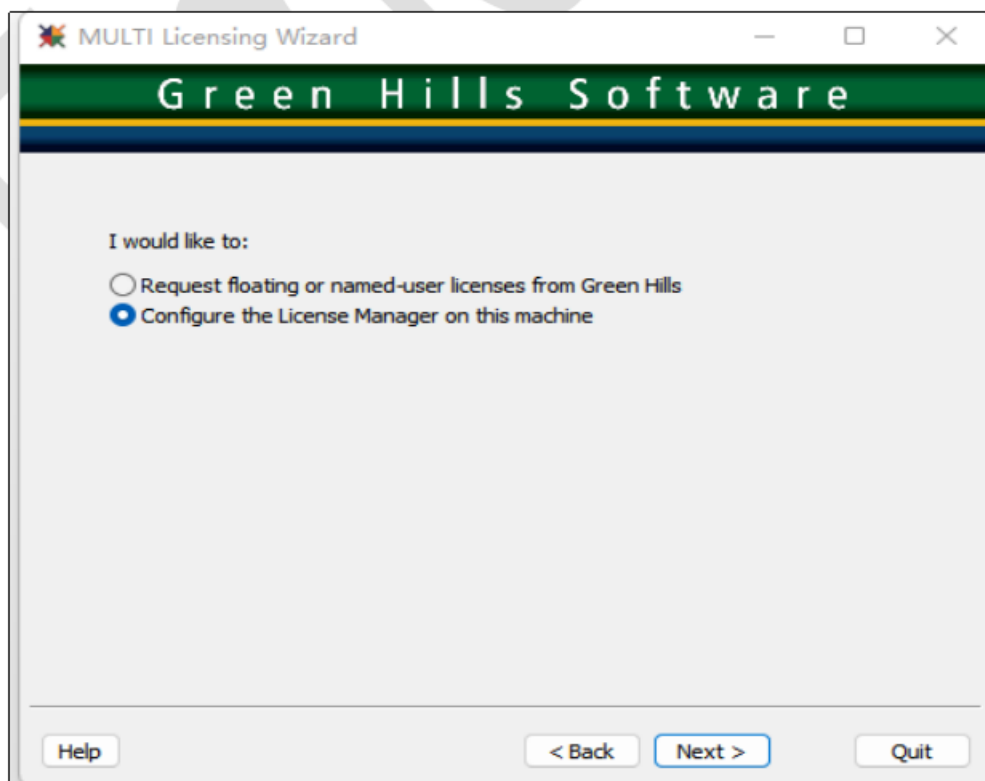 MULTI Licensing Wizard
Green Hills Software
I would like to:
Request floating or named-user licenses from Green Hills
Configure the License Manager on this machine
Help
< Back
Next >
Quit